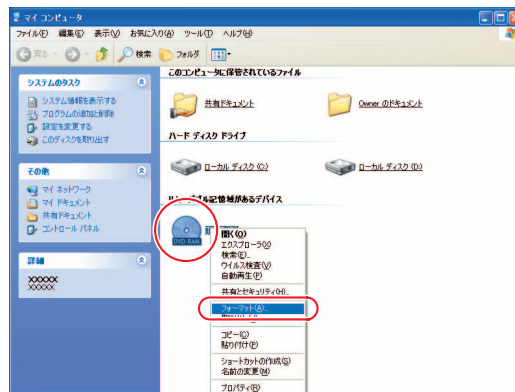 マイ コンピュータ
ファイル(F) 編集(E) 表示(V) お気に入り(A) ツール(T) ヘルプ(H)
戻る 検索 フォルダ
システムのタスク
システム情報を表示する
プログラムの追加と削除
設定を変更する
このディスクを取り出す
その他
マイ ネットワーク
マイ ドキュメント
共有ドキュメント
コントロール パネル
詳細
XXXXX
XXXXX
このコンピュータに保管されているファイル
共有ドキュメント
Owner のドキュメント
ハード ディスク ドライブ
ローカル ディスク (C:)
ローカル ディスク (D:)
リムーバブル記憶域があるデバイス
DVD-RAM
開く(O)
エクスプローラ(X)
検索(E)...
ウイルス検査(V)
自動再生(P)
共有とセキュリティ(H)...
フォーマット(A)...
コピー(C)
貼り付け(P)
ショートカットの作成(S)
名前の変更(M)
プロパティ(R)